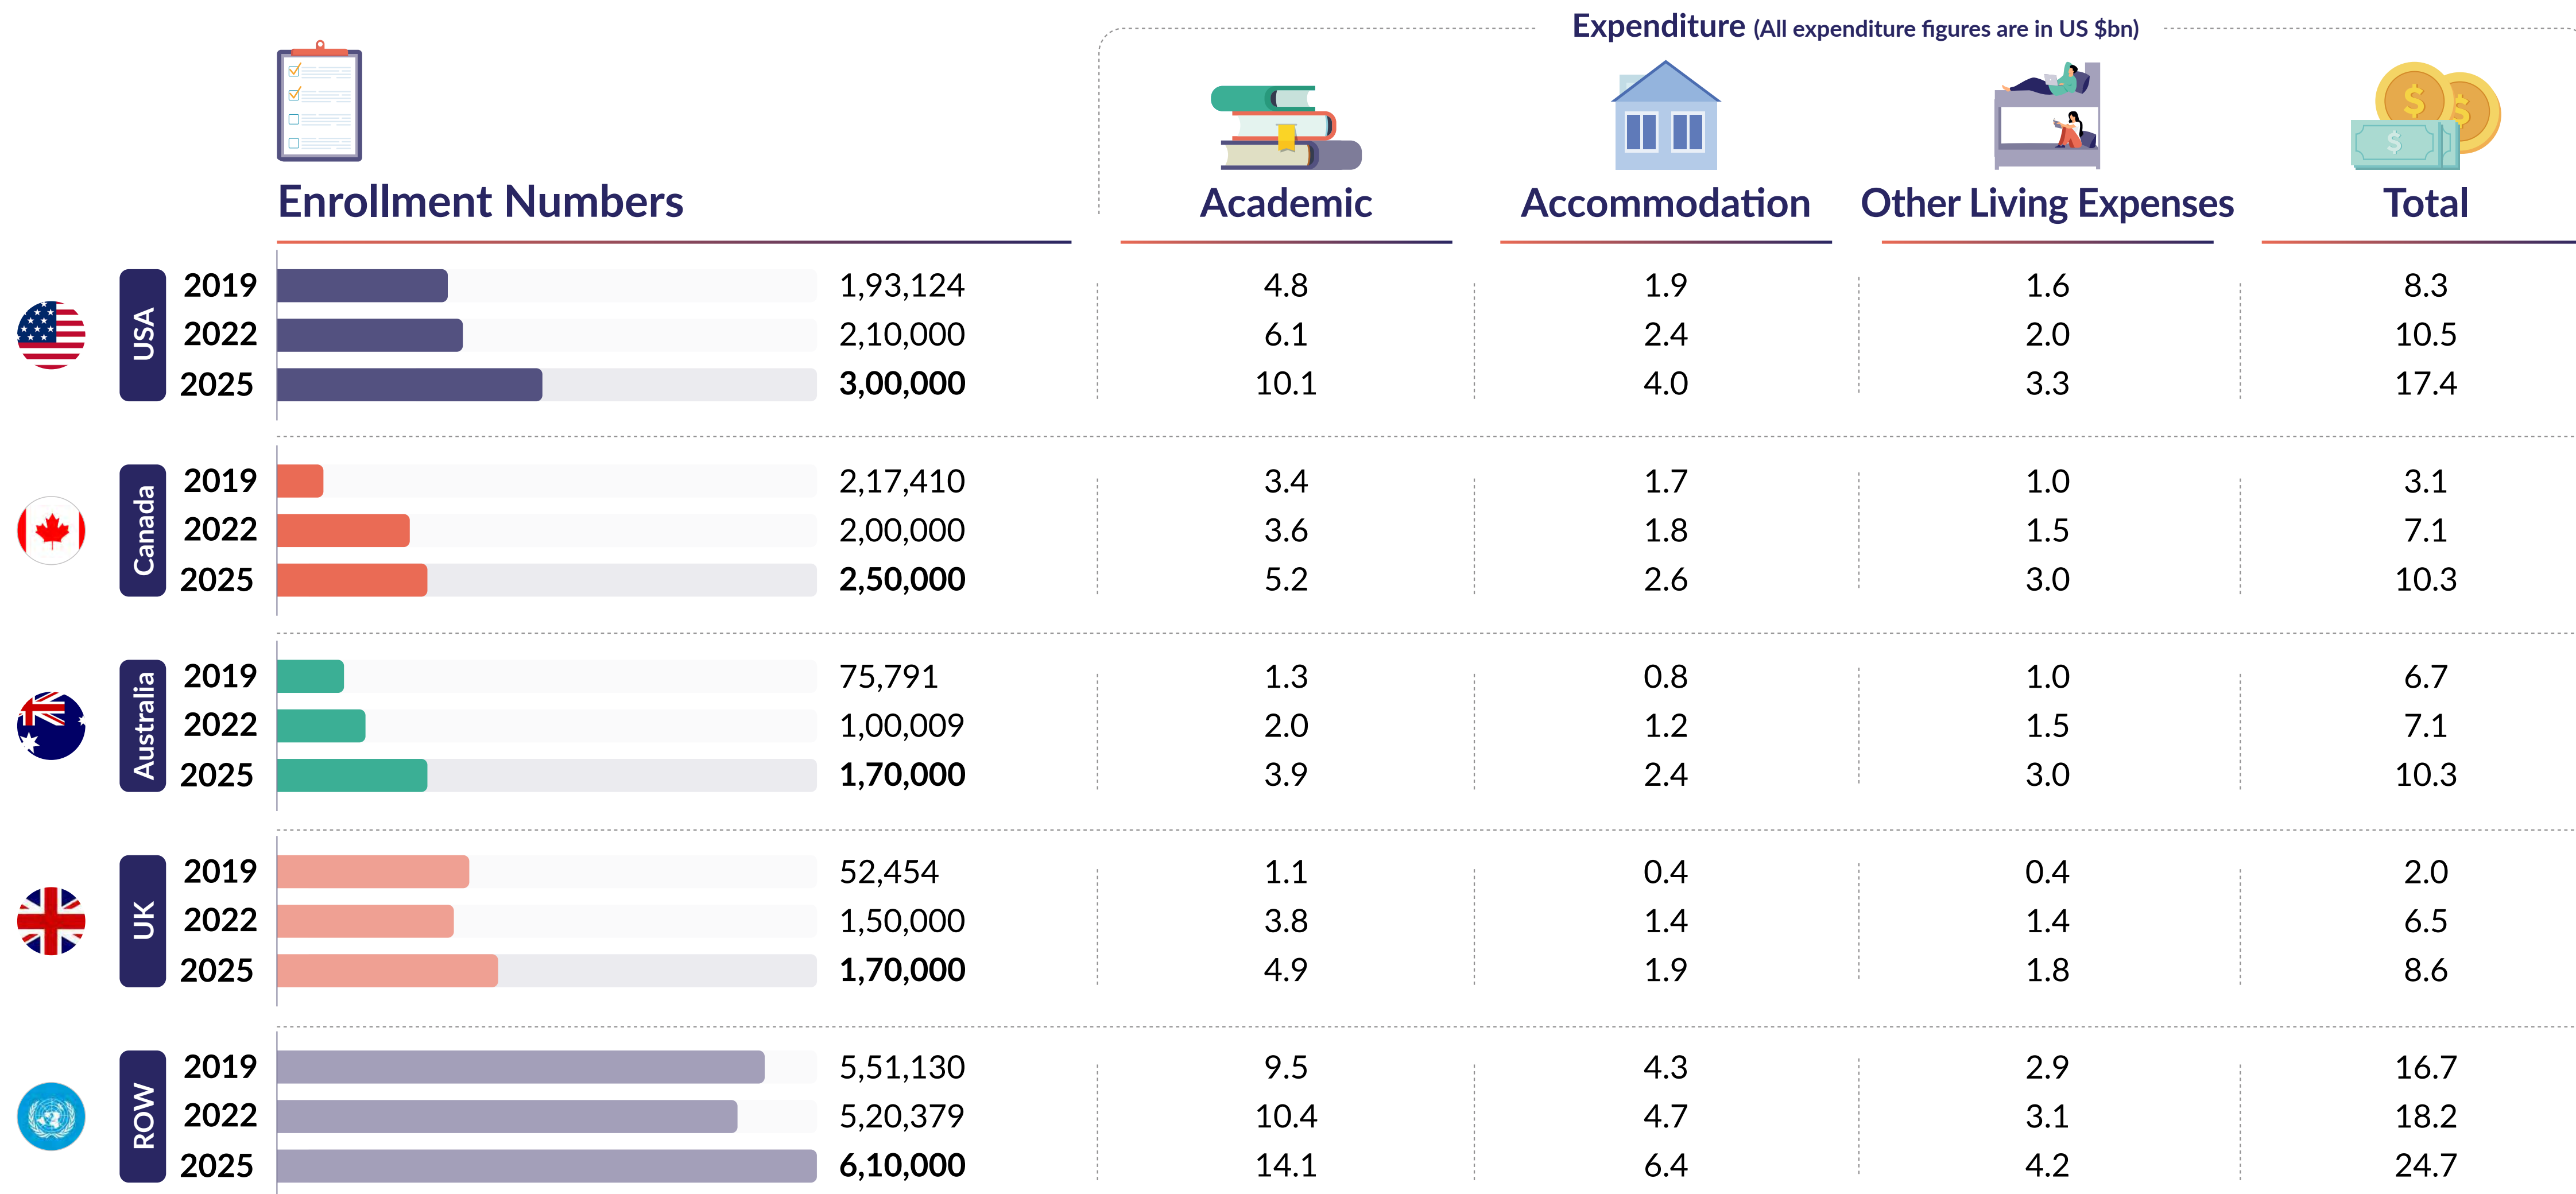 Expenditure (All expenditure figures are in US $bn)
Enrollment Numbers Academic Accommodation Other Living Expenses Total
USA
2019 1,93,124 4.8 1.9 1.6 8.3
2022 2,10,000 6.1 2.4 2.0 10.5
2025 3,00,000 10.1 4.0 3.3 17.4
Canada
2019 2,17,410 3.4 1.7 1.0 3.1
2022 2,00,000 3.6 1.8 1.5 7.1
2025 2,50,000 5.2 2.6 3.0 10.3
Australia
2019 75,791 1.3 0.8 1.0 6.7
2022 1,00,009 2.0 1.2 1.5 7.1
2025 1,70,000 3.9 2.4 3.0 10.3
UK
2019 52,454 1.1 0.4 0.4 2.0
2022 1,50,000 3.8 1.4 1.4 6.5
2025 1,70,000 4.9 1.9 1.8 8.6
ROW
2019 5,51,130 9.5 4.3 2.9 16.7
2022 5,20,379 10.4 4.7 3.1 18.2
2025 6,10,000 14.1 6.4 4.2 24.7